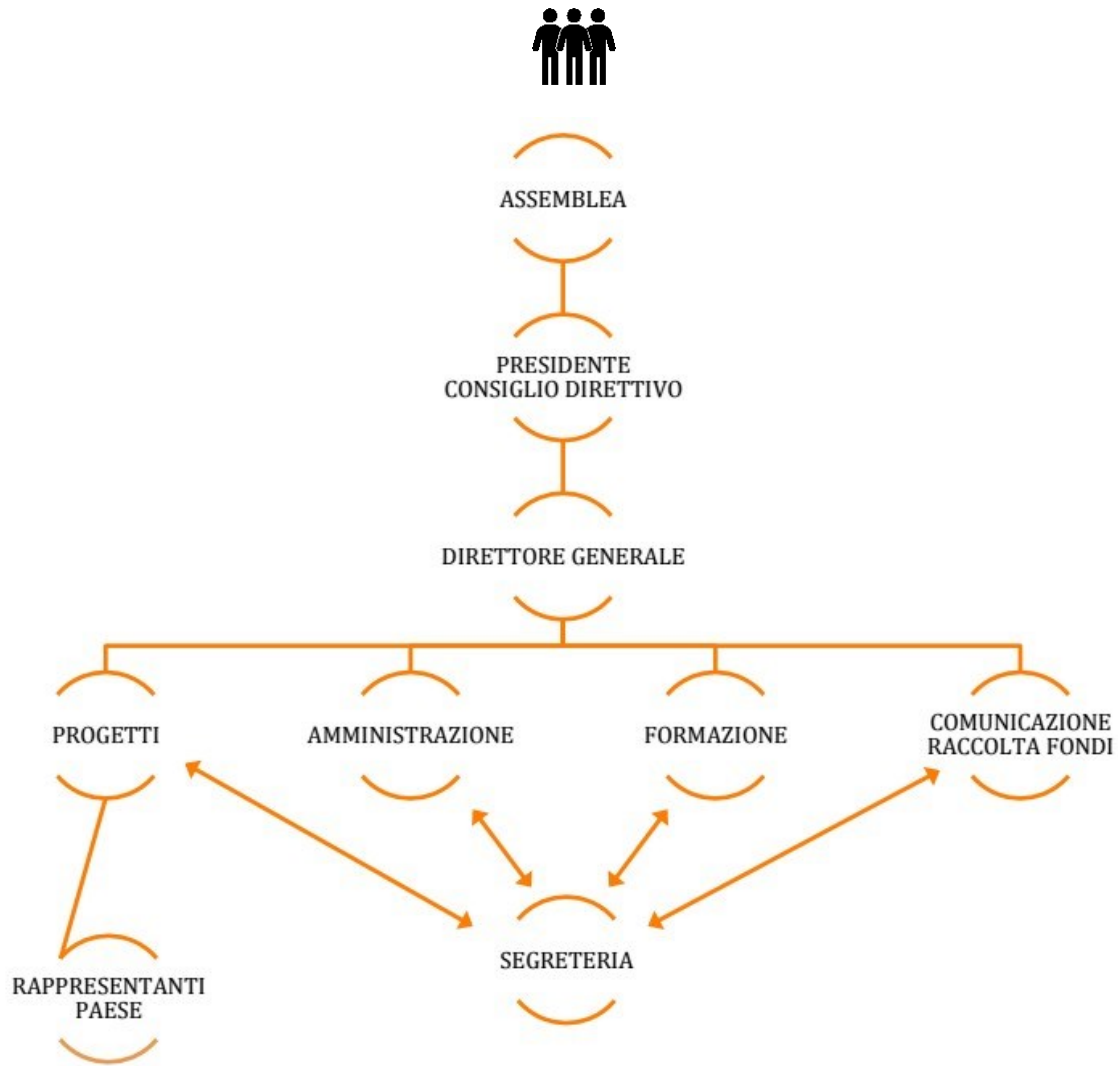 ASSEMBLEA
PRESIDENTE
CONSIGLIO DIRETTIVO
DIRETTORE GENERALE
PROGETTI
AMMINISTRAZIONE
FORMAZIONE
COMUNICAZIONE
RACCOLTA FONDI
RAPPRESENTANTI
PAESE
SEGRETERIA